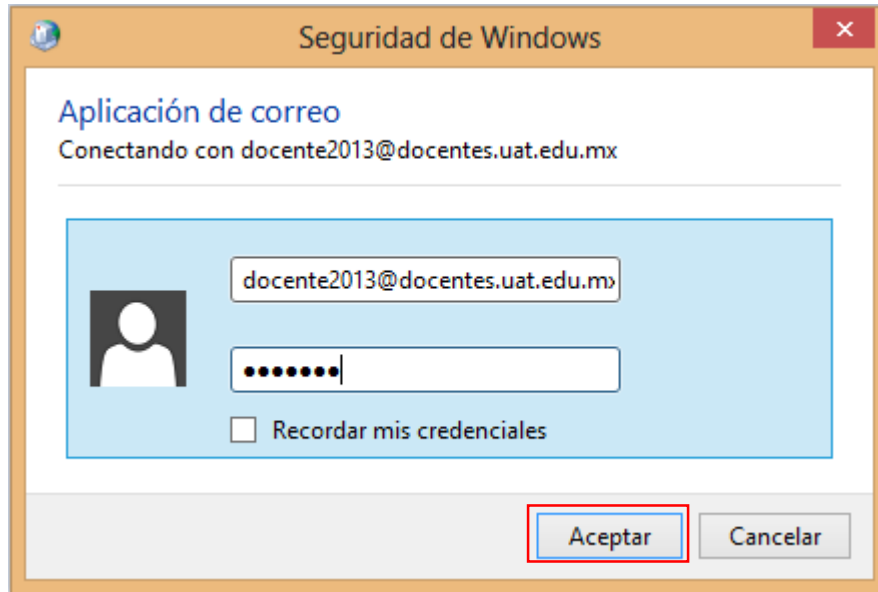 Seguridad de Windows
Aplicación de correo
Conectando con docente2013@docentes.uat.edu.mx
docente2013@docentes.uat.edu.mx
•••••••
Recordar mis credenciales
Aceptar
Cancelar